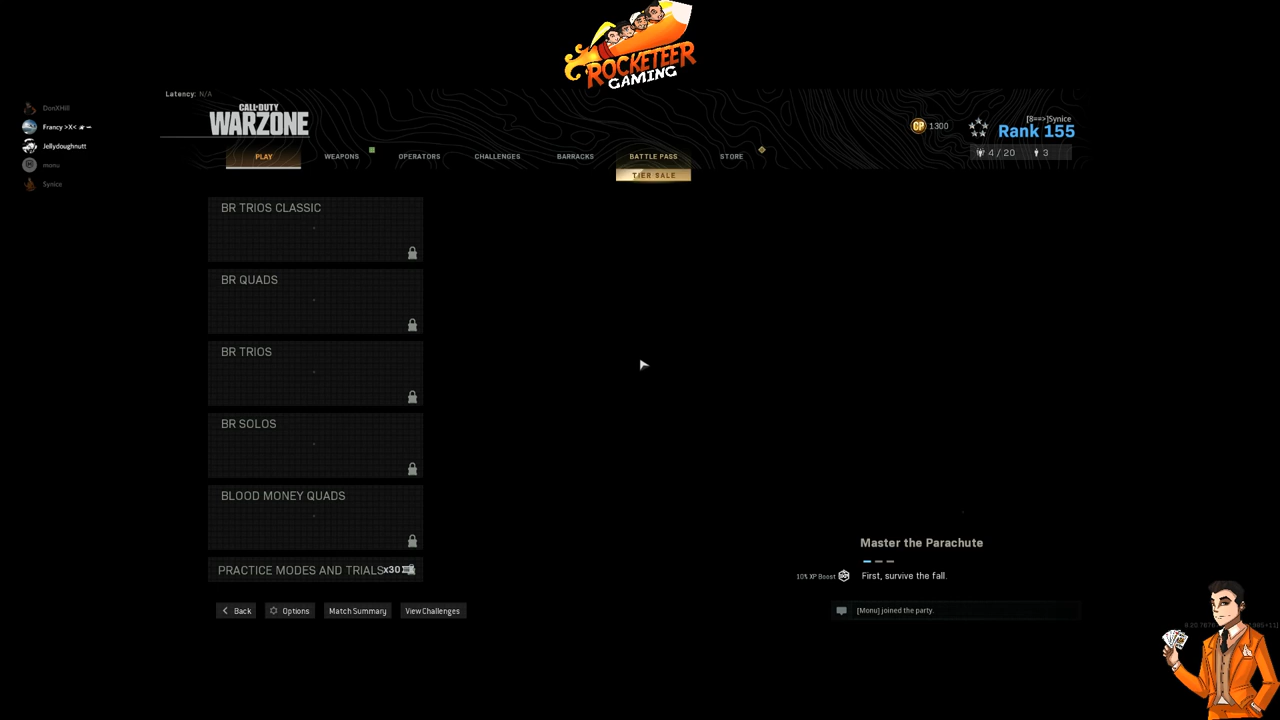 ROCKETEER
GAMING
Latency: N/A
DonXHill
Francy >X<
Jellydoughnutt
monu
Synice
CALL OF DUTY
WARZONE
1300
[8==>]Synice
Rank 155
4 / 20
3
PLAY
WEAPONS
OPERATORS
CHALLENGES
BARRACKS
BATTLE PASS
STORE
TIER SALE
BR TRIOS CLASSIC
BR QUADS
BR TRIOS
BR SOLOS
BLOOD MONEY QUADS
PRACTICE MODES AND TRIALS
Master the Parachute
10% XP Boost
First, survive the fall.
Back
Options
Match Summary
View Challenges
[Monu] joined the party.